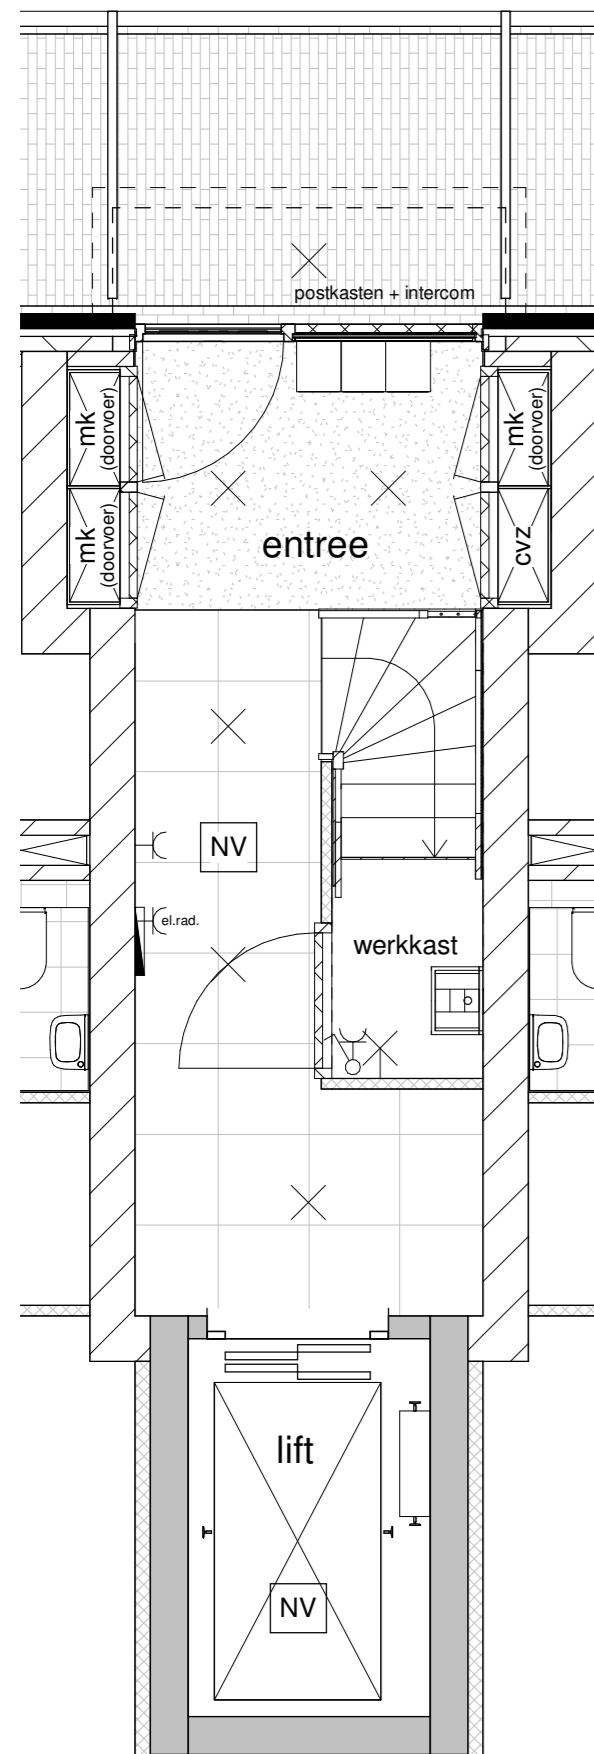 postkasten + intercom
mk
(doorvoer)
mk
(doorvoer)
mk
(doorvoer)
cvz
entree
NV
el.rad.
werkkast
lift
NV